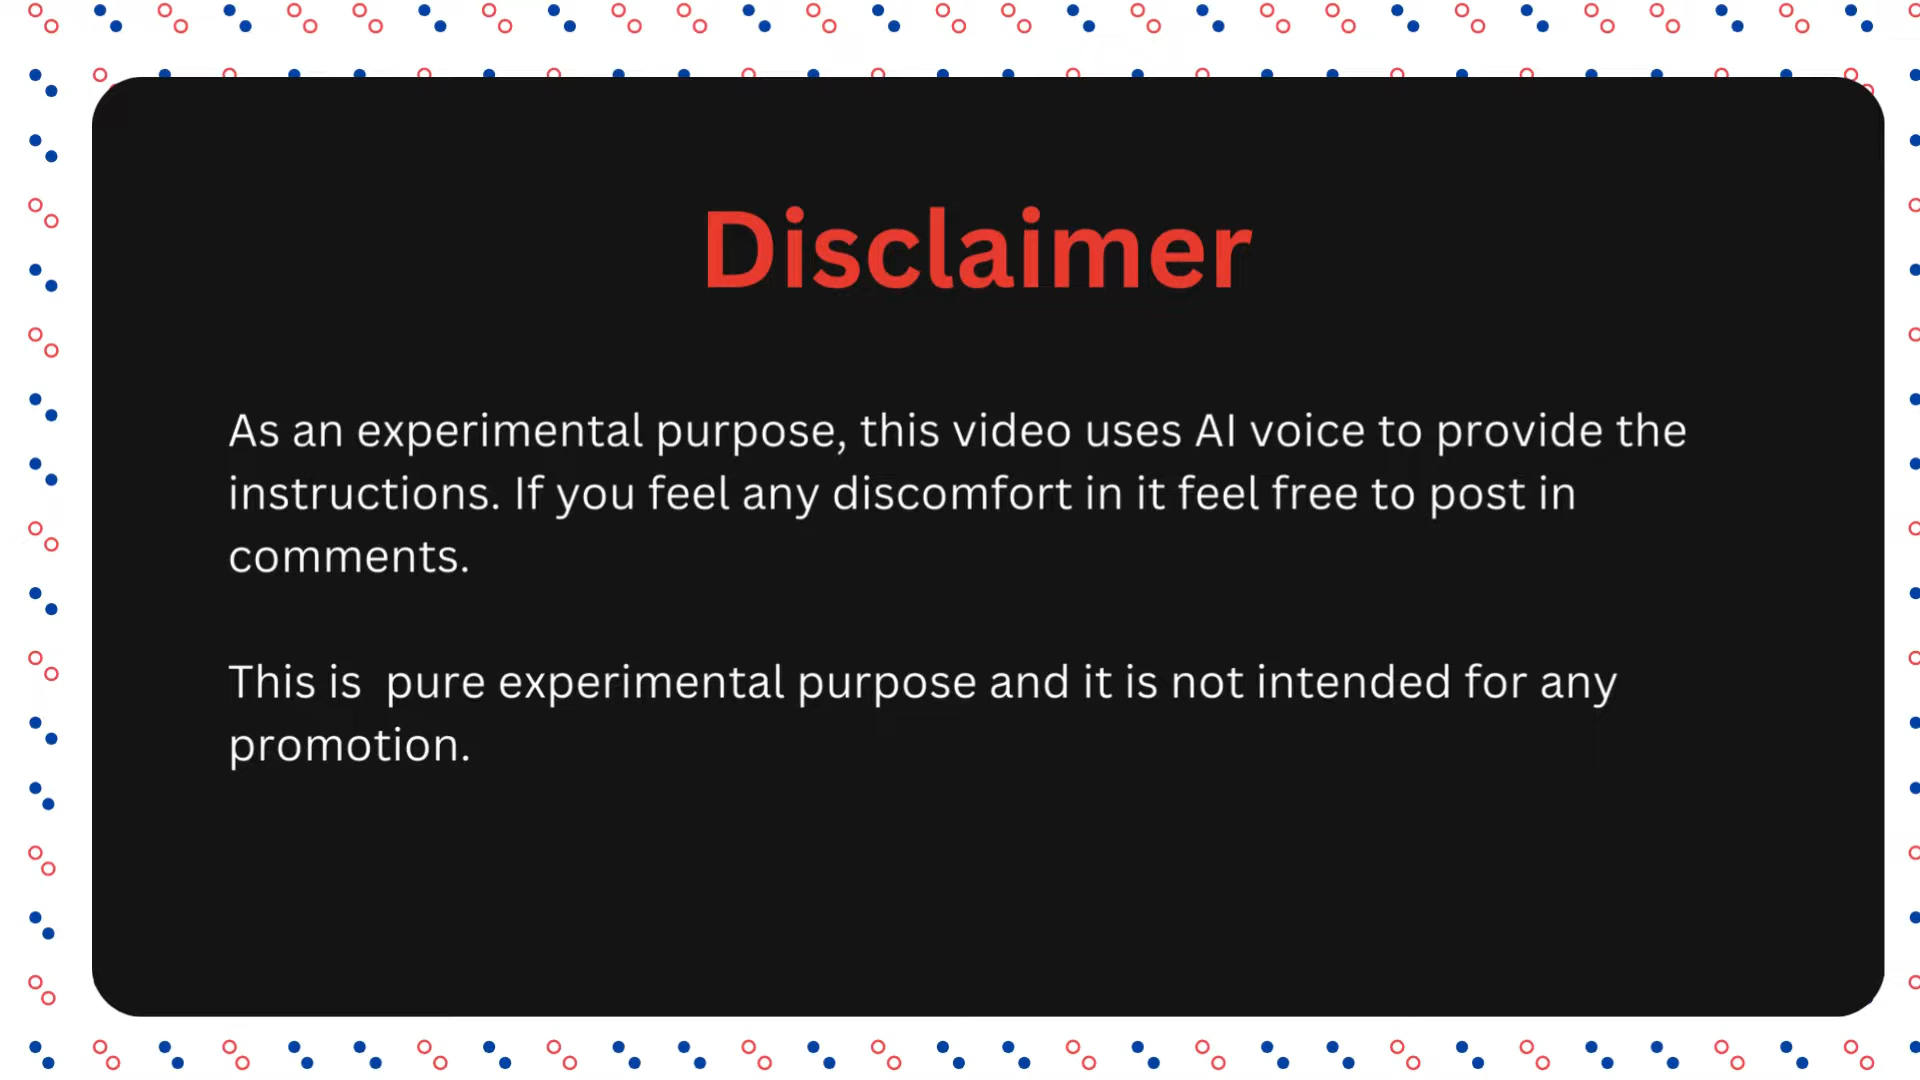 Disclaimer
As an experimental purpose, this video uses AI voice to provide the
instructions. If you feel any discomfort in it feel free to post in
comments.
This is  pure experimental purpose and it is not intended for any
promotion.